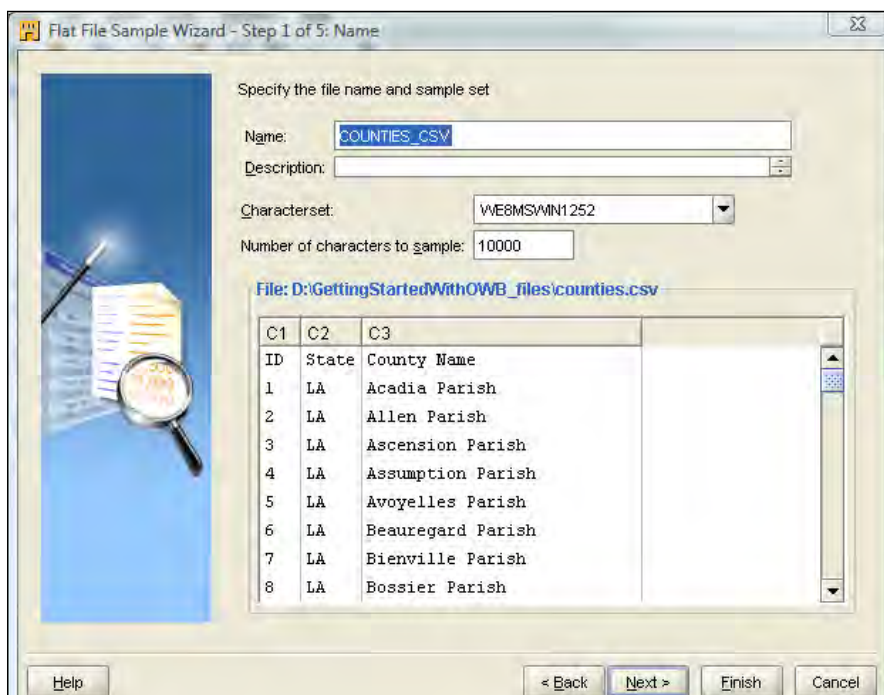 Flat File Sample Wizard - Step 1 of 5: Name
Specify the file name and sample set
Name: COUNTIES_CSV
Description:
Characterset: WE8MSWIN1252
Number of characters to sample: 10000
File: D:\GettingStartedWithOWB_files\counties.csv
C1 C2 C3
ID State County Name
1 LA Acadia Parish
2 LA Allen Parish
3 LA Ascension Parish
4 LA Assumption Parish
5 LA Avoyelles Parish
6 LA Beauregard Parish
7 LA Bienville Parish
8 LA Bossier Parish
Help < Back Next > Finish Cancel